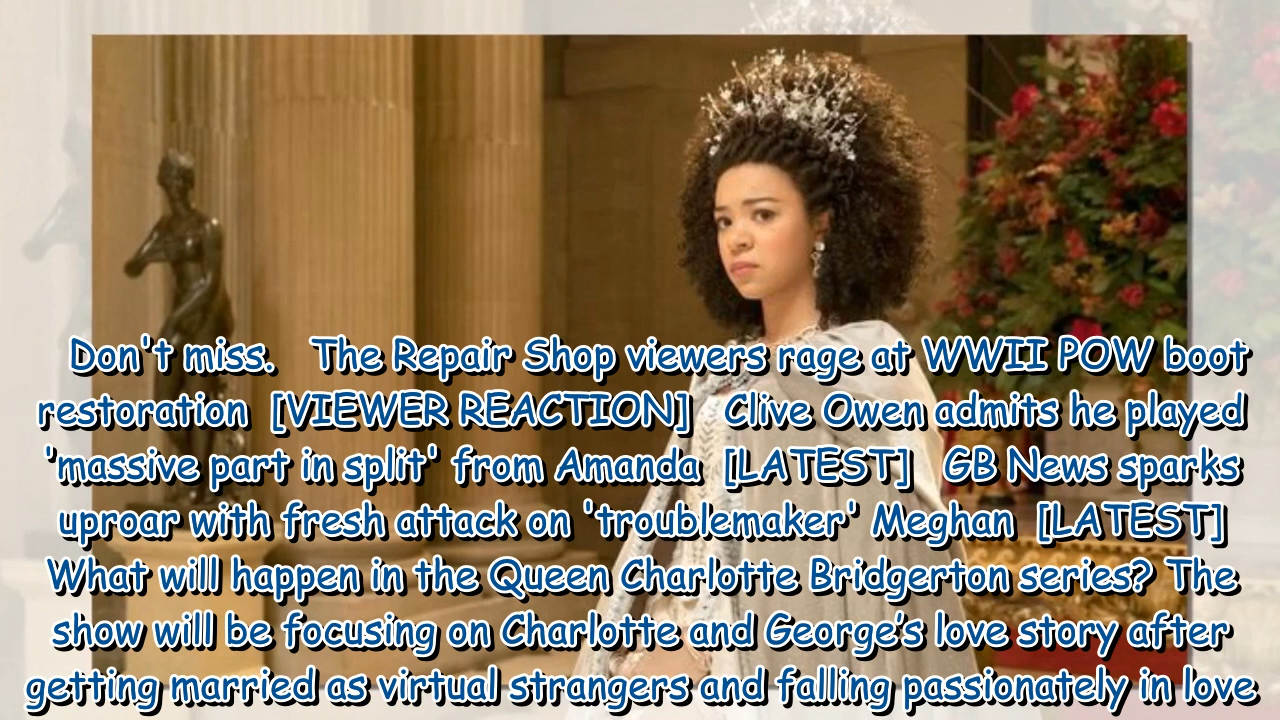 Don't miss. The Repair Shop viewers rage at WWII POW boot
restoration [VIEWER REACTION] Clive Owen admits he played
'massive part in split' from Amanda [LATEST] GB News sparks
uproar with fresh attack on 'troublemaker' Meghan [LATEST]
What will happen in the Queen Charlotte Bridgerton series? The
show will be focusing on Charlotte and George’s love story after
getting married as virtual strangers and falling passionately in love